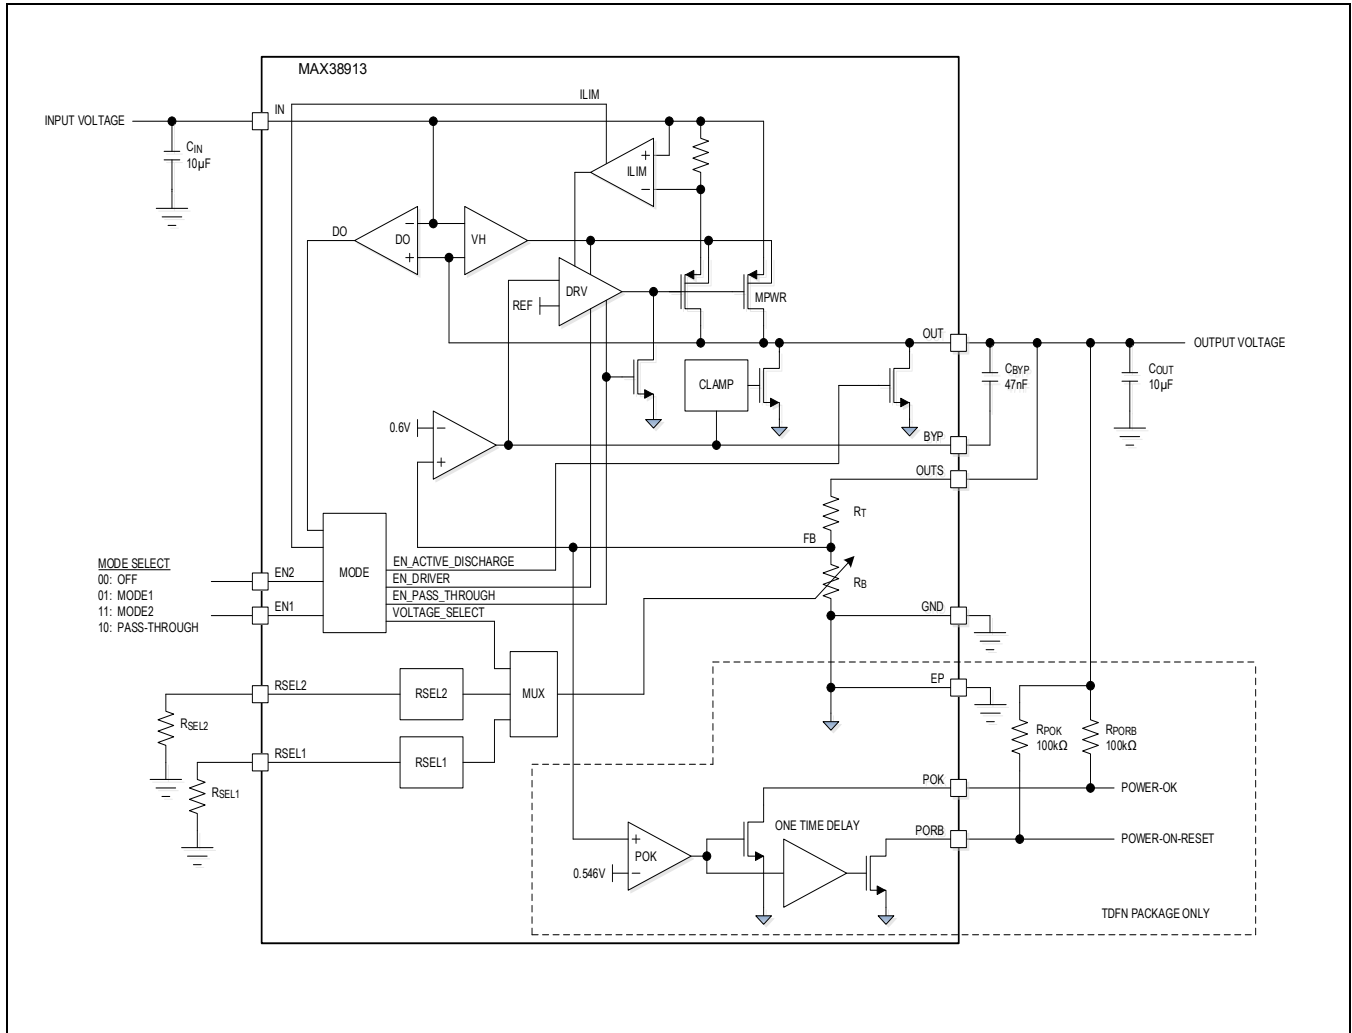 MAX38913
ILIM
IN
INPUT VOLTAGE
CIN
10µF
+
ILIM
−
DO
−
DO
+
VH
DRV
REF
MPWR
OUT
OUTPUT VOLTAGE
CLAMP
CBYP
47nF
COUT
10µF
0.6V
−
+
BYP
OUTS
RT
FB
RB
MODE SELECT
00: OFF
01: MODE1
11: MODE2
10: PASS-THROUGH
EN2
EN1
MODE
EN_ACTIVE_DISCHARGE
EN_DRIVER
EN_PASS_THROUGH
VOLTAGE_SELECT
GND
EP
RSEL2
RSEL2
MUX
RSEL2
RSEL1
RSEL1
RSEL1
RPOK
100kΩ
RPORB
100kΩ
POK
POWER-OK
ONE TIME DELAY
PORB
POWER-ON-RESET
+
POK
−
0.546V
TDFN PACKAGE ONLY